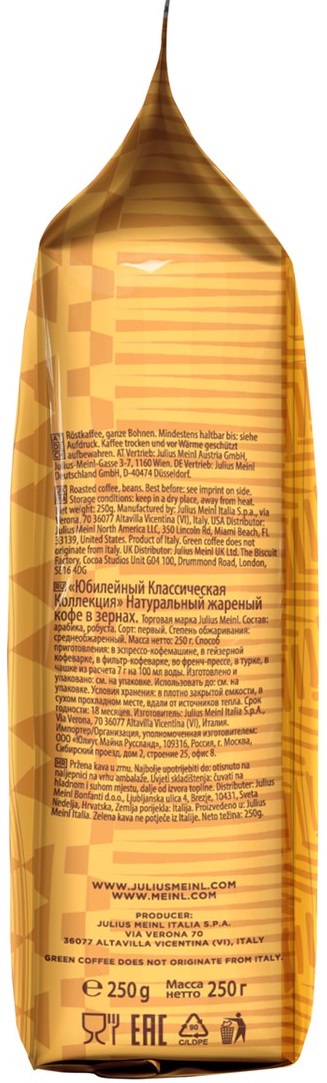 Röstkaffee, ganze Bohnen. Mindestens haltbar bis: siehe
Aufdruck. Kaffee trocken und vor Wärme geschützt
aufbewahren. AT Vertrieb: Julius Meinl Austria GmbH,
Julius-Meinl-Gasse 3-7, 1160 Wien. DE Vertrieb: Julius Meinl
Deutschland GmbH, D-40474 Düsseldorf.
Roasted coffee, beans. Best before: see imprint on side.
Storage conditions: keep in a dry place, away from heat.
Net weight: 250g. Manufactured by: Julius Meinl Italia S.p.a., via
Verona, 70 36077 Altavilla Vicentina (VI), Italy. USA Distributor:
Julius Meinl North America LLC, 350 Lincoln Rd, Miami Beach, FL
33139, United States. Product of Italy. Green coffee does not
originate from Italy. UK Distributor: Julius Meinl UK Ltd. The Biscuit
Factory, Cocoa Studios Unit G04 100, Drummond Road, London,
SE16 4DG
RU «Юбилейный Классическая
Коллекция» Натуральный жареный
кофе в зернах. Торговая марка Julius Meinl. Состав:
арабика, робуста. Сорт: первый. Степень обжаривания:
среднеобжаренный. Масса нетто: 250 г. Способ
приготовления: в эспрессо-кофемашине, в гейзерной
кофеварке, в фильтр-кофеварке, во френч-прессе, в турке, в
чашке из расчета 7 г на 100 мл воды. Изготовлено и
упаковано: см. на упаковке. Использовать до: см. на
упаковке. Условия хранения: в плотно закрытой емкости, в
сухом прохладном месте, вдали от источников тепла. Срок
годности: 18 месяцев. Изготовитель: Julius Meinl Italia S.p.A.,
Via Verona, 70 36077 Altavilla Vicentina (VI), Италия.
Импортер/Организация, уполномоченная изготовителем:
ООО «Юлиус Майнл Руссланд», 109316, Россия, г. Москва,
Сибирский проезд, дом 2, строение 25, офис 8.
HR Pržena kava u zrnu. Najbolje upotrijebiti do: otisnuto na
naljepnici na vrhu ambalaže. Uvjeti skladištenja: čuvati na
hladnom i suhom mjestu, dalje od izvora topline. Distributer: Julius
Meinl Bonfanti d.o.o., Ljubljanska ulica 4, Brezje, 10431, Sveta
Nedelja, Hrvatska. Zemlja porijekla: Italija. Proizvedeno u: Julius
Meinl Italia. Zelena kava ne potječe iz Italije. Neto težina: 250g.
WWW.JULIUSMEINL.COM
WWW.MEINL.COM
PRODUCER:
JULIUS MEINL ITALIA S.P.A.
VIA VERONA 70
36077 ALTAVILLA VICENTINA (VI), ITALY
GREEN COFFEE DOES NOT ORIGINATE FROM ITALY.
℮ 250 g Масса нетто 250 г
EAC 90
C/LDPE